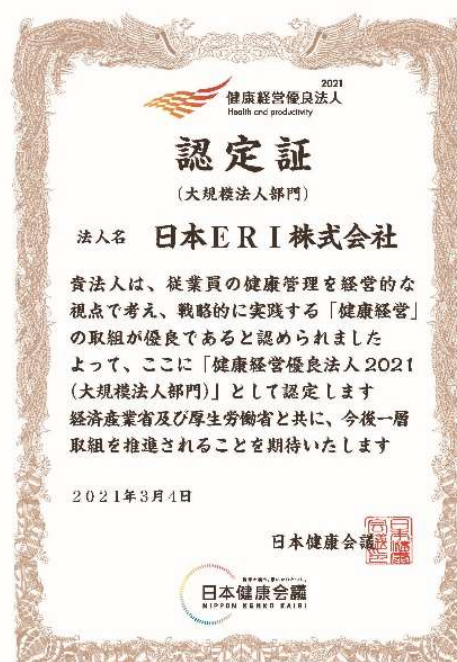 2021
健康経営優良法人
Health and productivity
認定証
(大規模法人部門)
法人名 日本ERI株式会社
貴法人は、従業員の健康管理を経営的な
視点で考え、戦略的に実践する「健康経営」
の取組が優良であると認められました
よって、ここに「健康経営優良法人2021
(大規模法人部門)」として認定します
経済産業省及び厚生労働省と共に、今後一層
取組を推進されることを期待いたします
2021年3月4日
日本健康会議
日本健康会議
NIPPON KENKO KAIGI